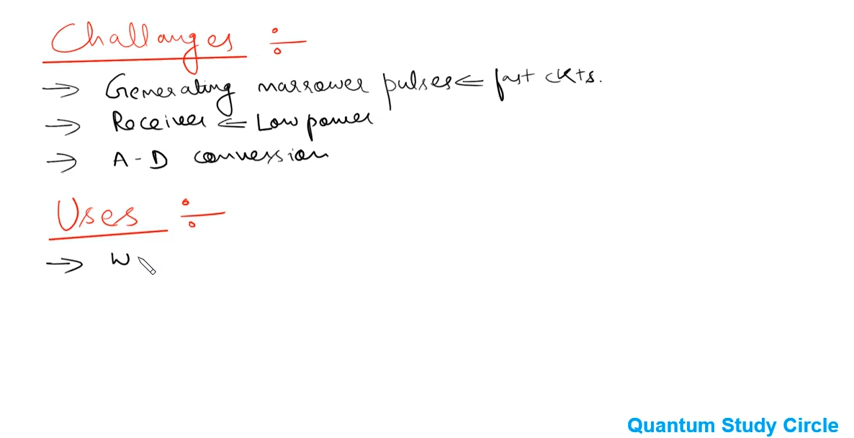 Challanges ÷
→ Generating narrower pulses ⇐ fast ckts.
→ Receiver ⇐ Low power
→ A-D conversion
Uses ÷
→ W
Quantum Study Circle